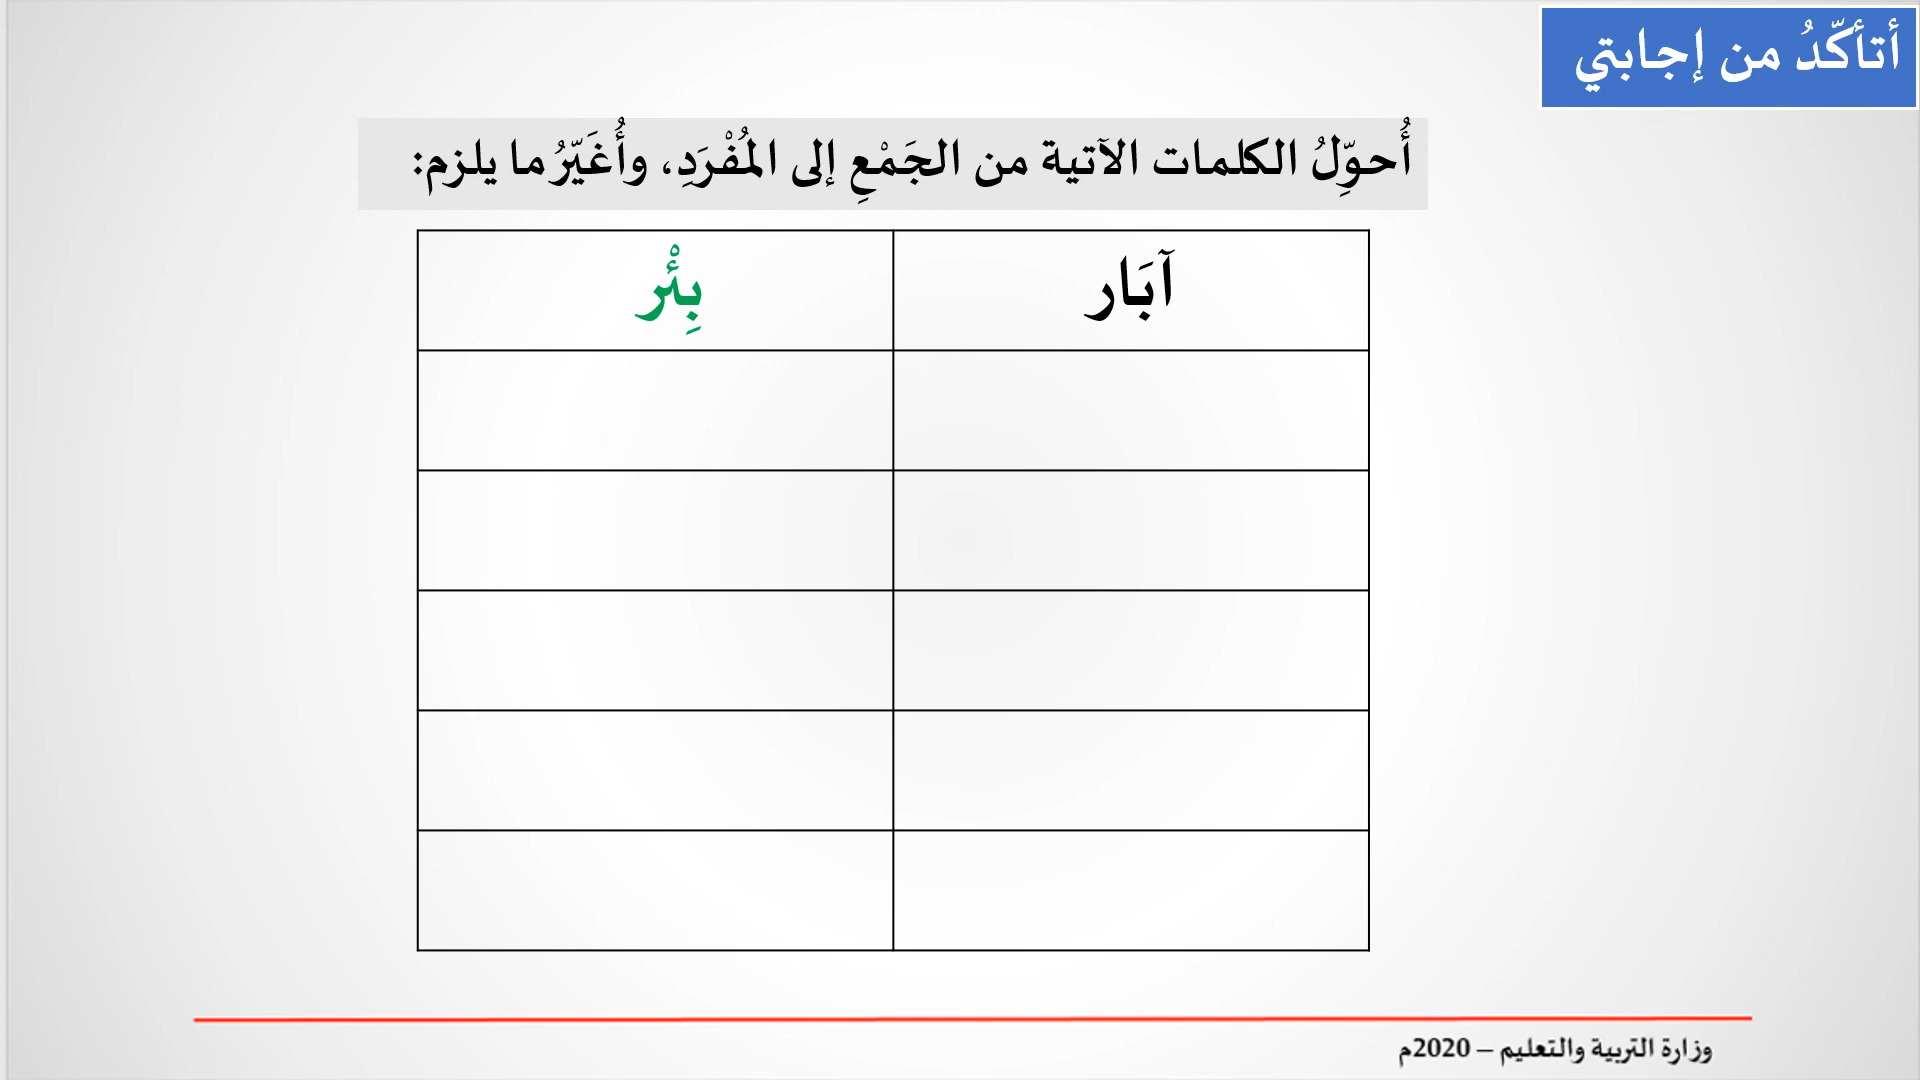 أتأكّدُ من إجابتي
أُحوِّلُ الكلمات الآتية من الجَمْعِ إلى المُفْرَدِ، وأُغَيّرُ ما يلزم:
آبَار
بِئْر
وزارة التربية والتعليم – 2020م